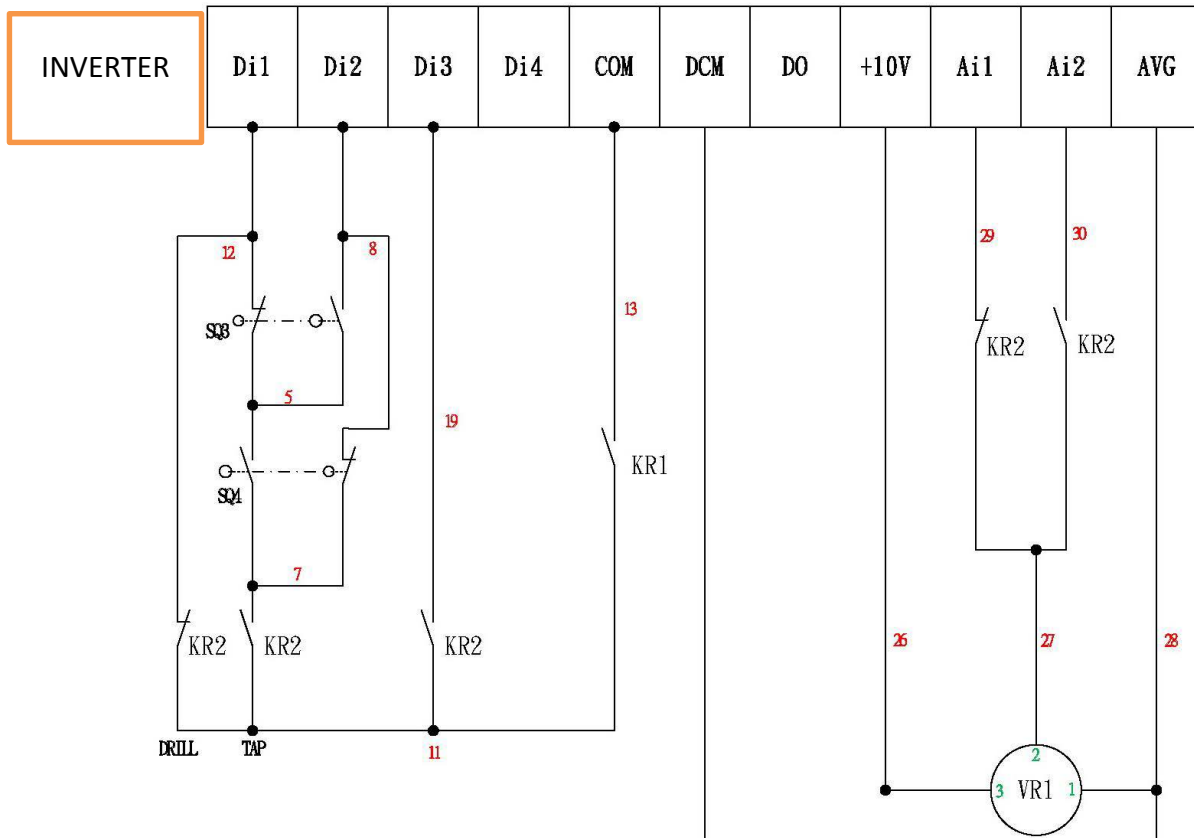 INVERTER Di1 Di2 Di3 Di4 COM DCM DO +10V Ai1 Ai2 AVG
12 8 29 30
13
SQ3
KR2 KR2
5
19
KR1
SQ4
7
KR2 KR2 KR2 26 27 28
DRILL TAP 11
2
3 VR1 1